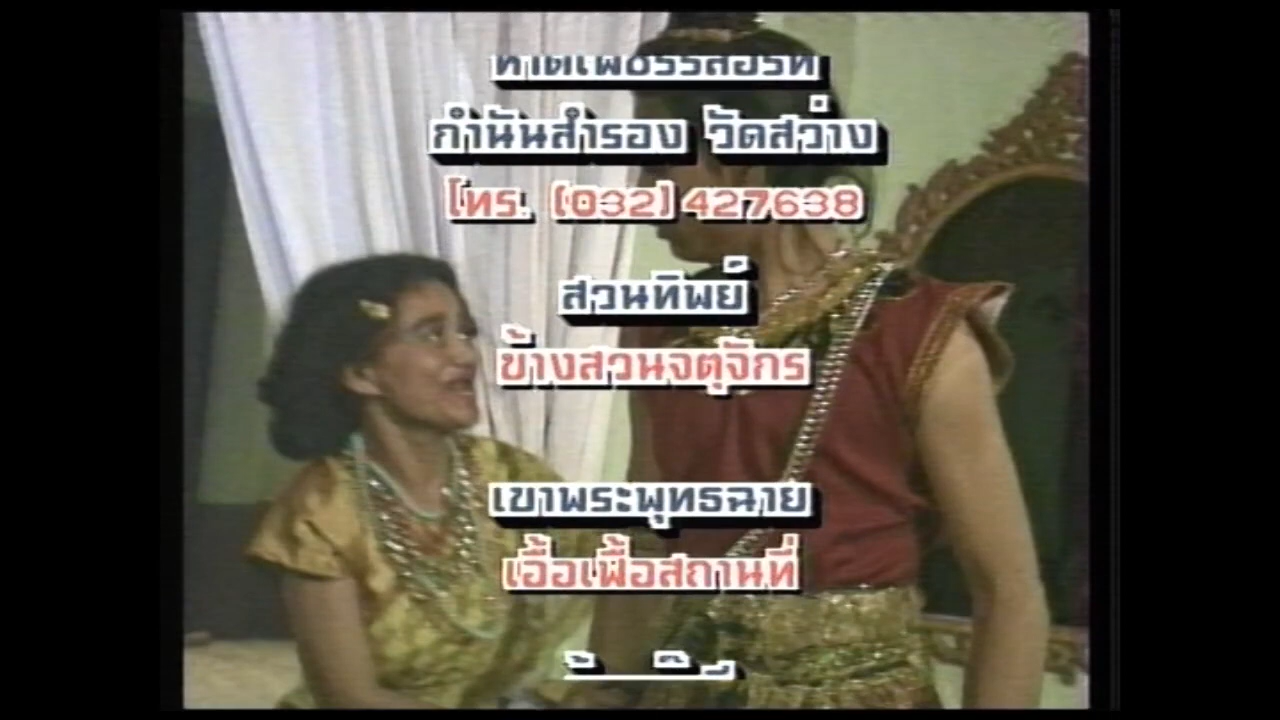 กำนันสำรอง วัดสว่าง
โทร. (032) 427638
สวนทิพย์
ข้างสวนจตุจักร
เขาพระพุทธฉาย
เอื้อเฟื้อสถานที่